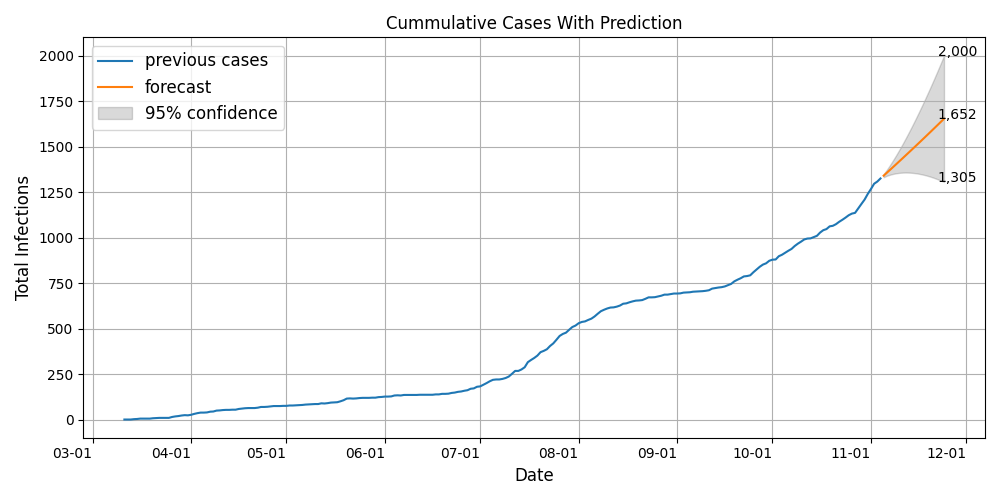 Cummulative Cases With Prediction
previous cases
forecast
95% confidence
2,000
1,652
1,305
2000
1750
1500
1250
1000
750
500
250
0
Total Infections
03-01 04-01 05-01 06-01 07-01 08-01 09-01 10-01 11-01 12-01
Date